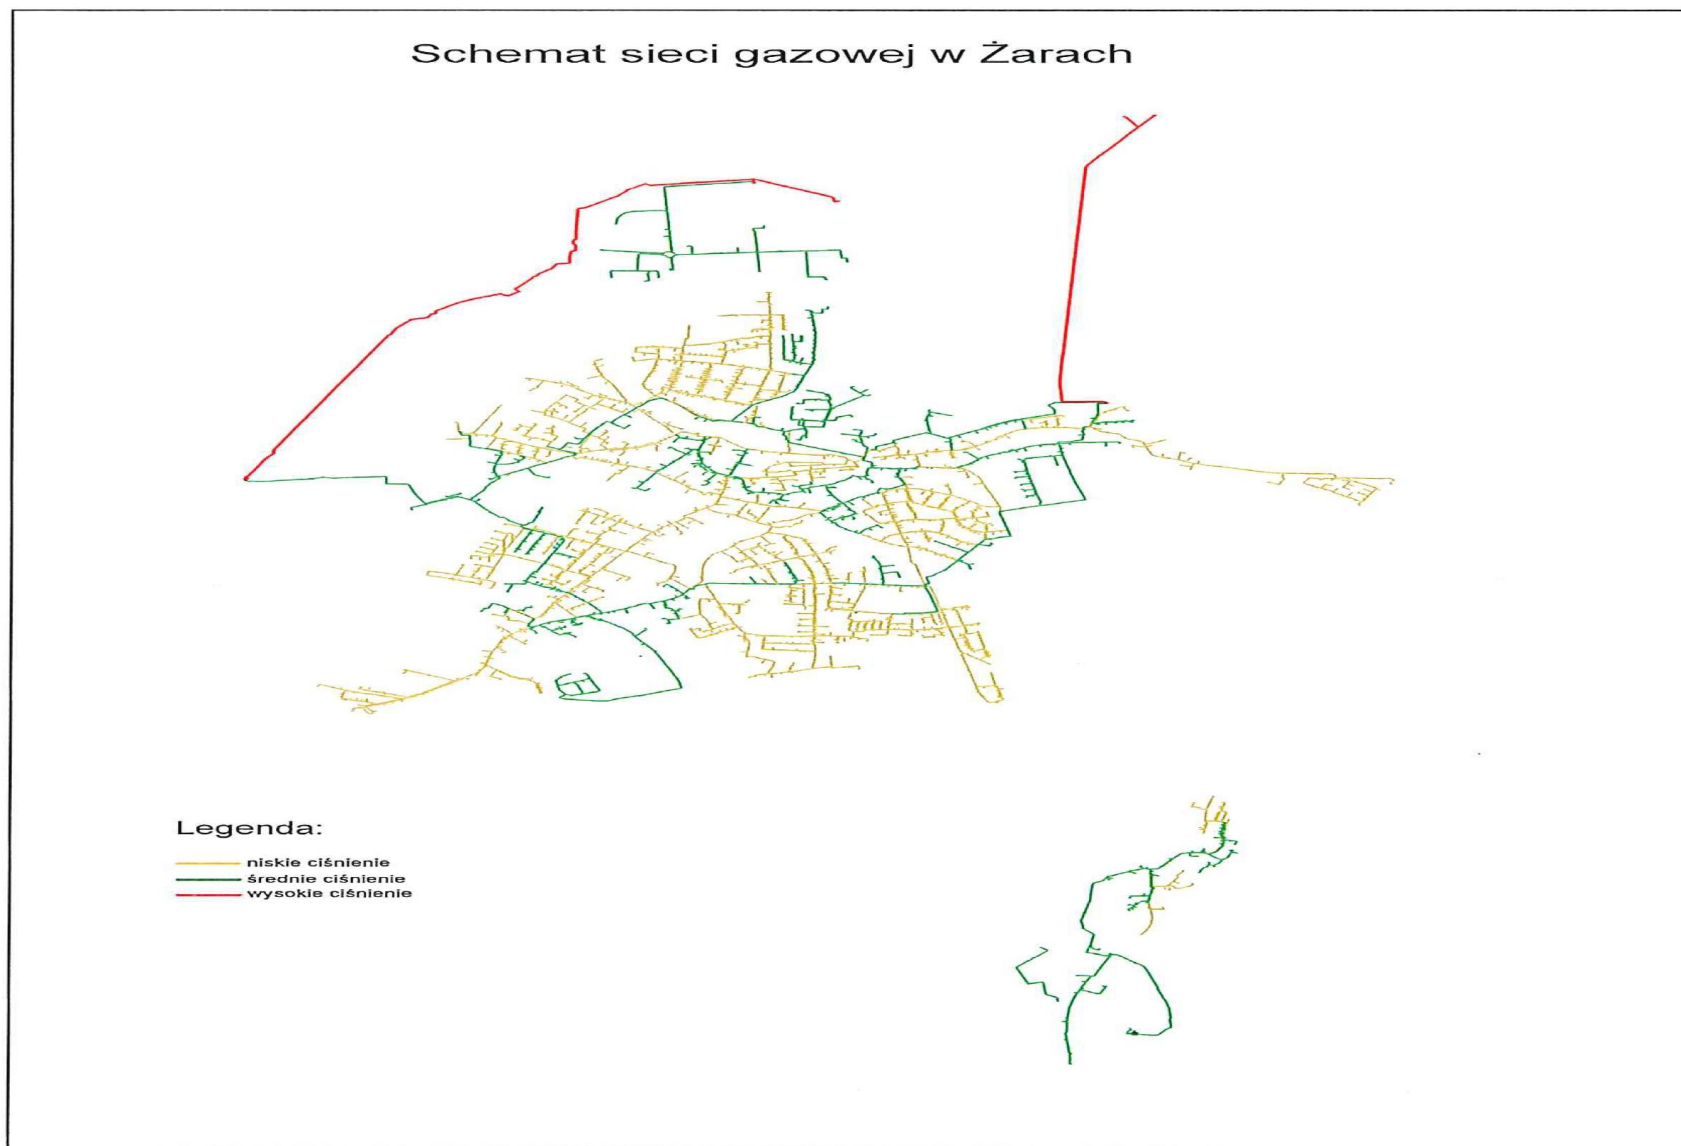 Schemat sieci gazowej w Żarach
Legenda:
niskie ciśnienie
średnie ciśnienie
wysokie ciśnienie